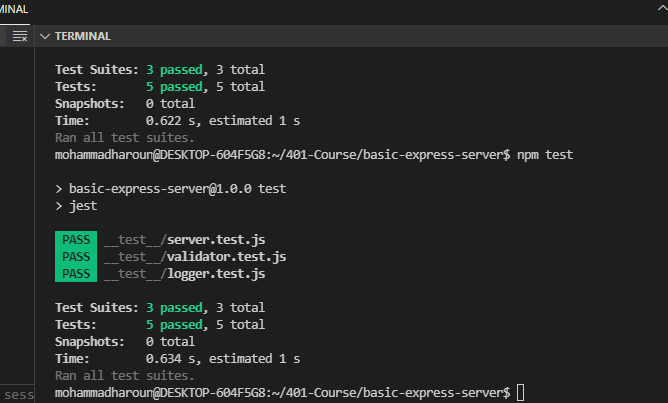 MINAL
TERMINAL
Test Suites: 3 passed, 3 total
Tests:       5 passed, 5 total
Snapshots:   0 total
Time:        0.622 s, estimated 1 s
Ran all test suites.
mohammadharoun@DESKTOP-604F5G8:~/401-Course/basic-express-server$ npm test
> basic-express-server@1.0.0 test
> jest
PASS __test__/server.test.js
PASS __test__/validator.test.js
PASS __test__/logger.test.js
Test Suites: 3 passed, 3 total
Tests:       5 passed, 5 total
Snapshots:   0 total
Time:        0.634 s, estimated 1 s
Ran all test suites.
sess mohammadharoun@DESKTOP-604F5G8:~/401-Course/basic-express-server$